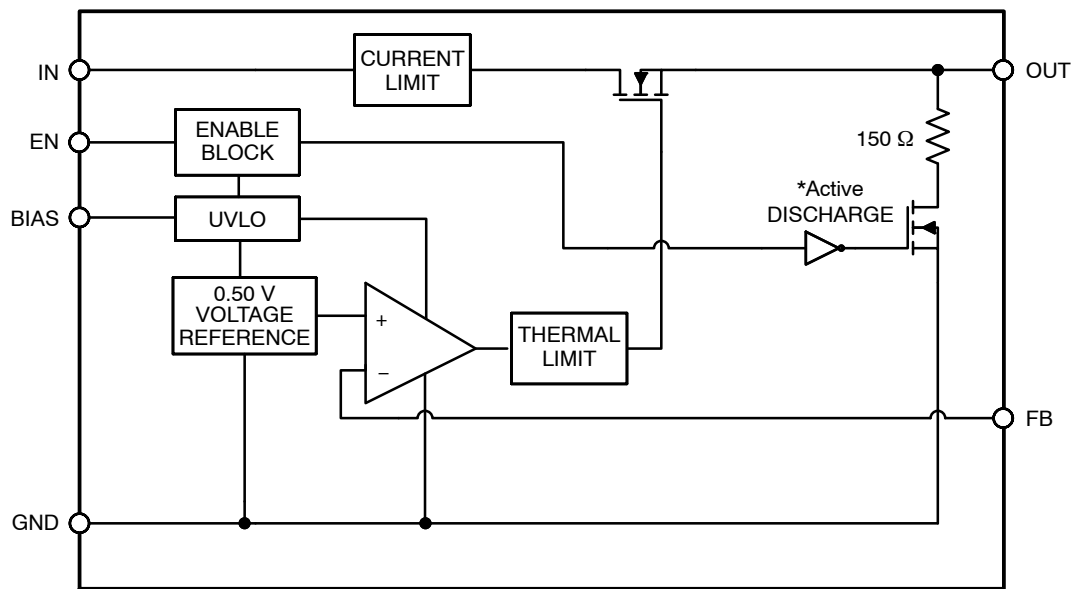 IN
CURRENT
LIMIT
OUT
EN
ENABLE
BLOCK
150 Ω
*Active
DISCHARGE
BIAS
UVLO
0.50 V
VOLTAGE
REFERENCE
+
−
THERMAL
LIMIT
FB
GND